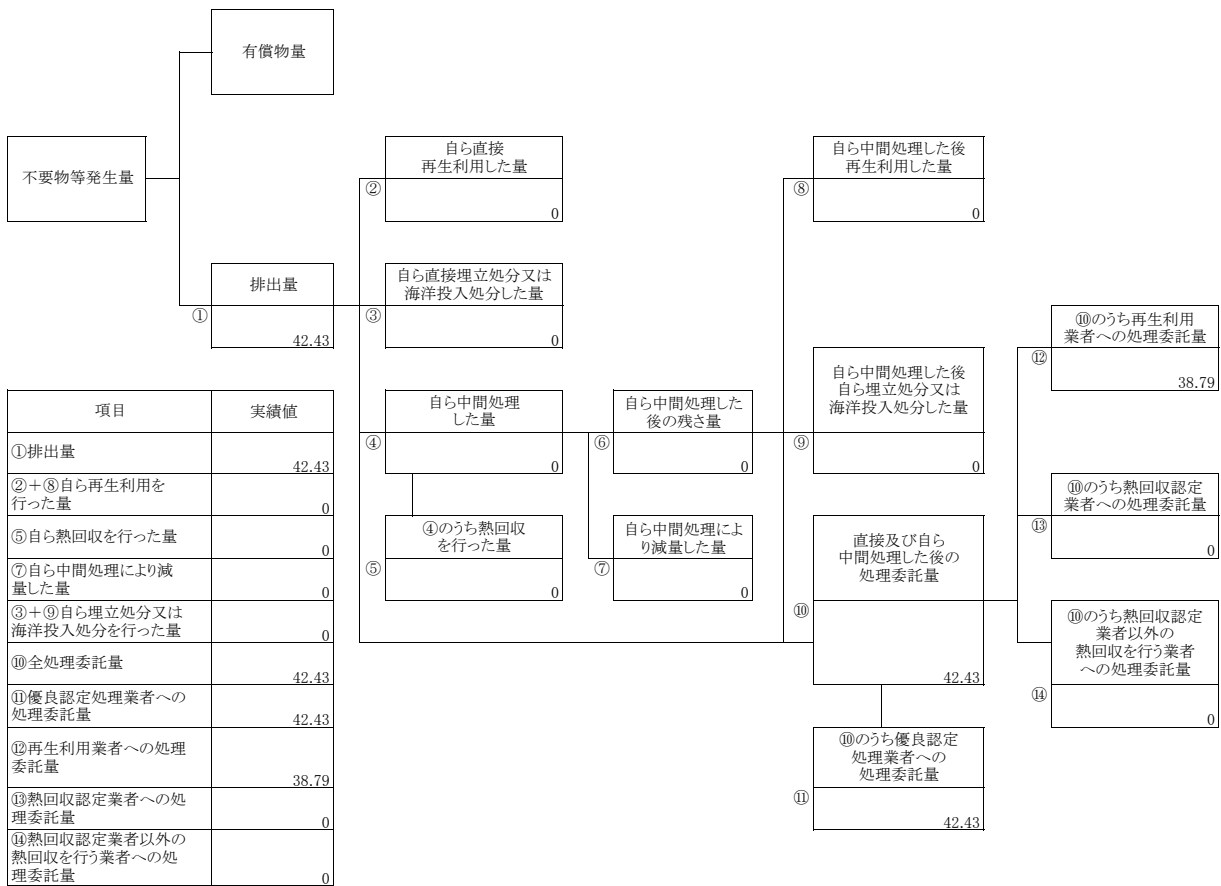 有償物量
不要物等発生量
排出量
①
42.43
自ら直接
再生利用した量
②
0
自ら直接埋立処分又は
海洋投入処分した量
③
0
自ら中間処理
した量
④
0
④のうち熱回収
を行った量
⑤
0
自ら中間処理した
後の残さ量
⑥
0
自ら中間処理によ
り減量した量
⑦
0
自ら中間処理した後
再生利用した量
⑧
0
自ら中間処理した後
自ら埋立処分又は
海洋投入処分した量
⑨
0
直接及び自ら
中間処理した後の
処理委託量
⑩
42.43
⑩のうち優良認定
処理業者への
処理委託量
⑪
42.43
⑩のうち再生利用
業者への処理委託量
⑫
38.79
⑩のうち熱回収認定
業者への処理委託量
⑬
0
⑩のうち熱回収認定
業者以外の
熱回収を行う業者
への処理委託量
⑭
0
項目 実績値
①排出量
42.43
②+⑧自ら再生利用を
行った量
0
⑤自ら熱回収を行った量
0
⑦自ら中間処理により減
量した量
0
③+⑨自ら埋立処分又は
海洋投入処分を行った量
0
⑩全処理委託量
42.43
⑪優良認定処理業者への
処理委託量
42.43
⑫再生利用業者への処理
委託量
38.79
⑬熱回収認定業者への処
理委託量
0
⑭熱回収認定業者以外の
熱回収を行う業者への処
理委託量
0